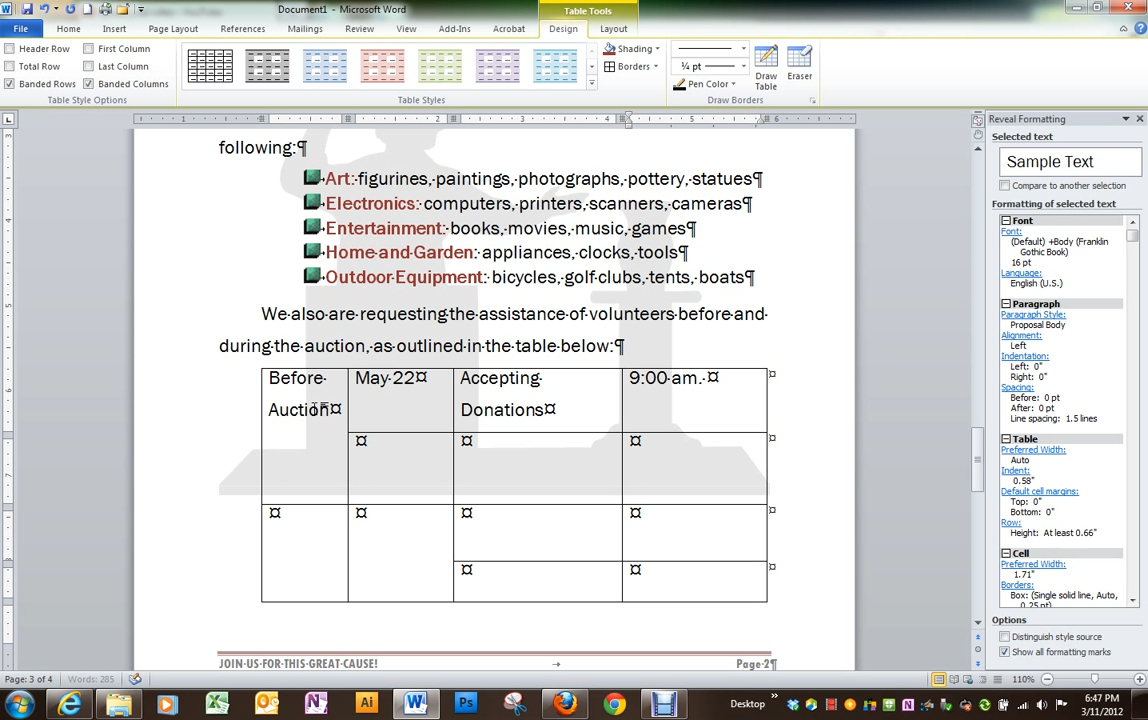 Document1 - Microsoft Word
Table Tools
File Home Insert Page Layout References Mailings Review View Add-Ins Acrobat Design Layout
Header Row First Column
Total Row Last Column
Banded Rows Banded Columns
Table Style Options
Table Styles
Shading
Borders
¼ pt
Pen Color
Draw Table
Eraser
Draw Borders
following:¶
Art: figurines, paintings, photographs, pottery, statues¶
Electronics: computers, printers, scanners, cameras¶
Entertainment: books, movies, music, games¶
Home and Garden: appliances, clocks, tools¶
Outdoor Equipment: bicycles, golf clubs, tents, boats¶
We also are requesting the assistance of volunteers before and
during the auction, as outlined in the table below:¶
Before May 22¤ Accepting 9:00 am. ¤ ¤
Auction¤ Donations¤
¤ ¤ ¤ ¤
¤ ¤ ¤ ¤ ¤
¤ ¤ ¤
JOIN US FOR THIS GREAT CAUSE! → Page 2¶
Reveal Formatting
Selected text
Sample Text
Compare to another selection
Formatting of selected text
Font
Font:
(Default) +Body (Franklin
Gothic Book)
16 pt
Language:
English (U.S.)
Paragraph
Paragraph Style:
Proposal Body
Alignment:
Left
Indentation:
Left: 0"
Right: 0"
Spacing:
Before: 0 pt
After: 0 pt
Line spacing: 1.5 lines
Table
Preferred Width:
Auto
Indent:
0.58"
Default cell margins:
Top: 0"
Bottom: 0"
Row:
Height: At least 0.66"
Cell
Preferred Width:
1.71"
Borders:
Box: (Single solid line, Auto,
0.25 pt)
Options
Distinguish style source
Show all formatting marks
Page: 3 of 4 Words: 285 110%
Desktop
6:47 PM
3/11/2012